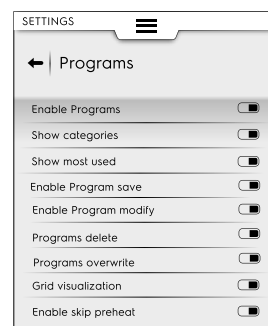 SETTINGS
Programs
Enable Programs
Show categories
Show most used
Enable Program save
Enable Program modify
Programs delete
Programs overwrite
Grid visualization
Enable skip preheat